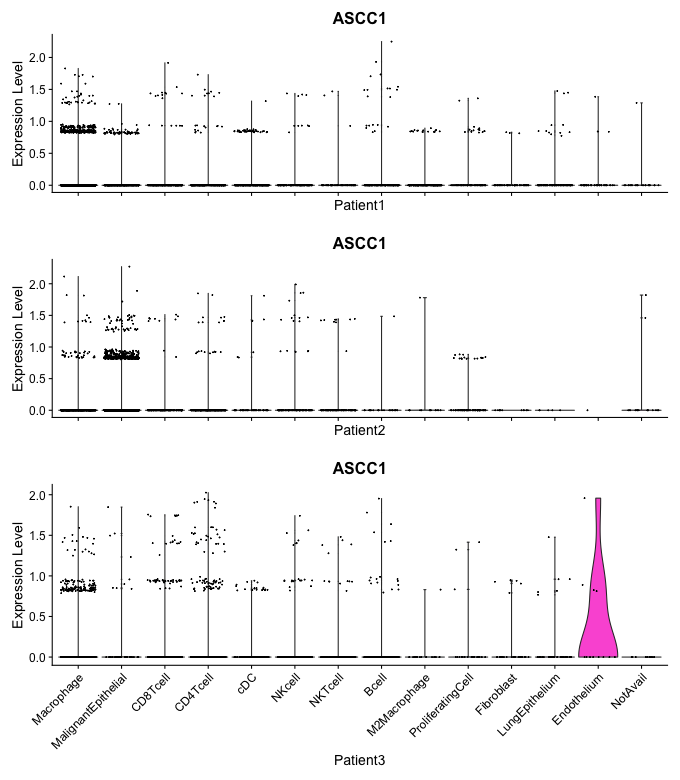 ASCC1
Expression Level
2.0
1.5
1.0
0.5
0.0
Patient1
ASCC1
Expression Level
2.0
1.5
1.0
0.5
0.0
Patient2
ASCC1
Expression Level
2.0
1.5
1.0
0.5
0.0
Macrophage
MalignantEpithelial
CD8Tcell
CD4Tcell
cDC
NKcell
NKTcell
Bcell
M2Macrophage
ProliferatingCell
Fibroblast
LungEpithelium
Endothelium
NotAvail
Patient3